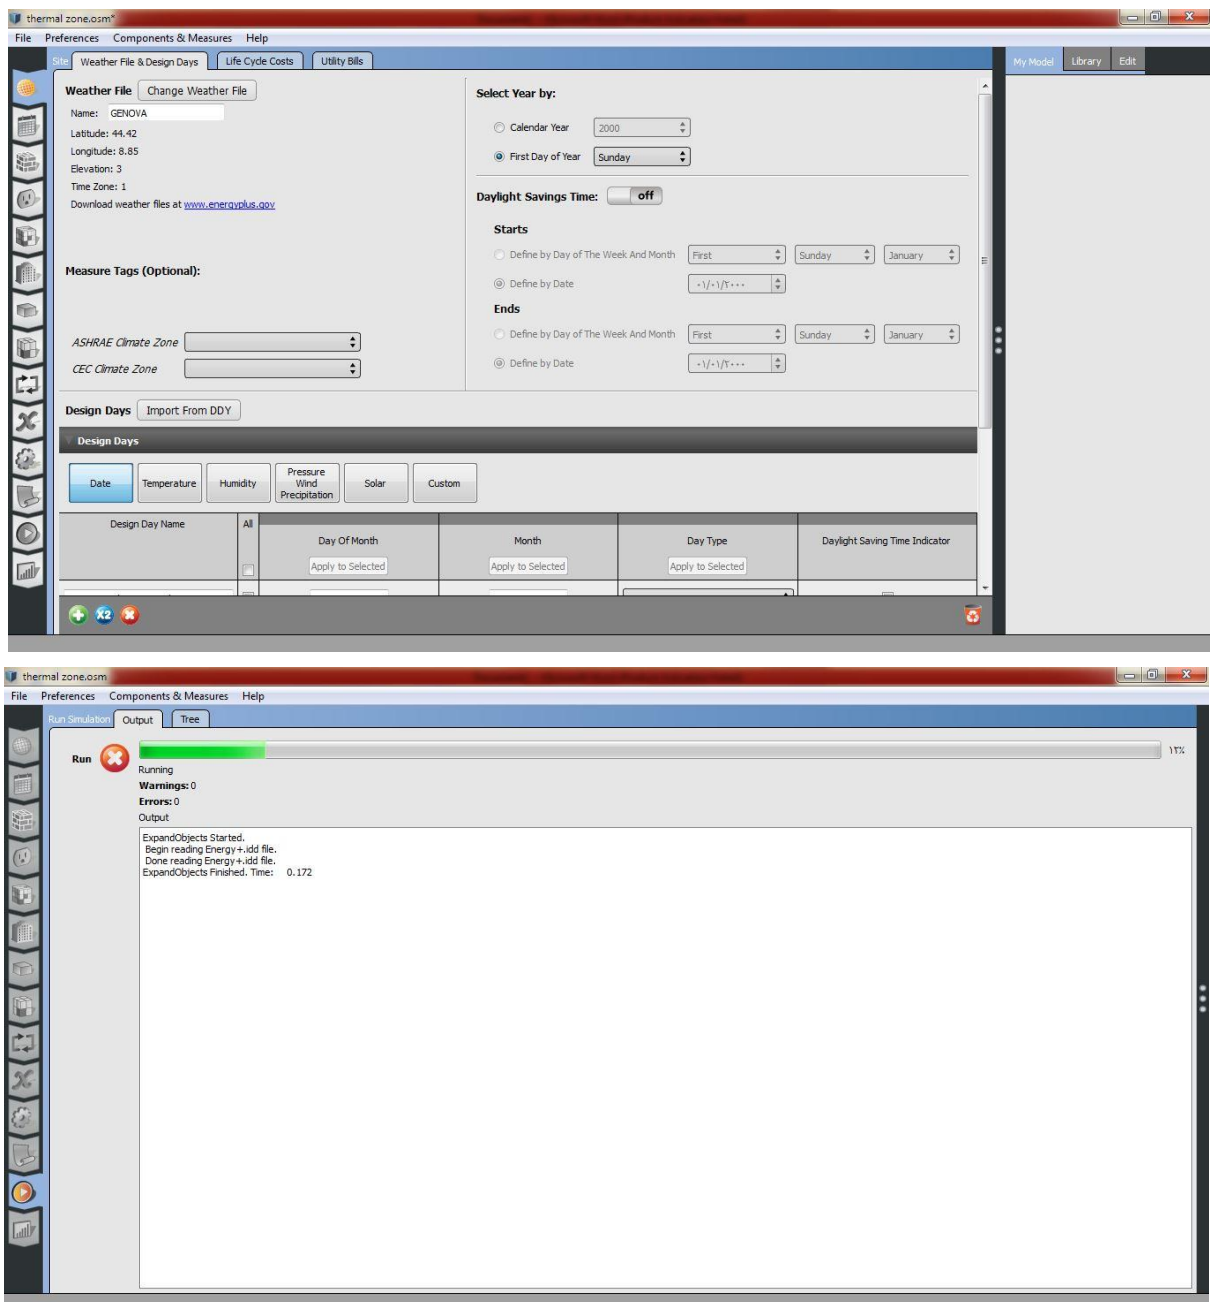 thermal zone.osm*
File Preferences Components & Measures Help
Site Weather File & Design Days Life Cycle Costs Utility Bills
My Model Library Edit
Weather File Change Weather File
Name: GENOVA
Latitude: 44.42
Longitude: 8.85
Elevation: 3
Time Zone: 1
Download weather files at www.energyplus.gov
Measure Tags (Optional):
ASHRAE Climate Zone
CEC Climate Zone
Select Year by:
Calendar Year 2000
First Day of Year Sunday
Daylight Savings Time: off
Starts
Define by Day of The Week And Month First Sunday January
Define by Date ٠١/٠١/٢٠٠٠
Ends
Define by Day of The Week And Month First Sunday January
Define by Date ٠١/٠١/٢٠٠٠
Design Days Import From DDY
Design Days
Date Temperature Humidity Pressure Wind Precipitation Solar Custom
Design Day Name All Day Of Month Month Day Type Daylight Saving Time Indicator
Apply to Selected Apply to Selected Apply to Selected
X2
thermal zone.osm
File Preferences Components & Measures Help
Run Simulation Output Tree
Run ١٢%
Running
Warnings: 0
Errors: 0
Output
ExpandObjects Started.
Begin reading Energy+.idd file.
Done reading Energy+.idd file.
ExpandObjects Finished. Time: 0.172